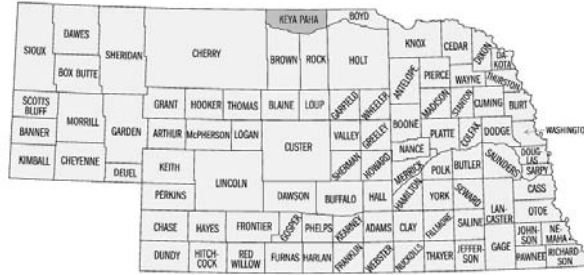 KEYA PAHA
BOYD
DAWES
SIOUX
SHERIDAN
CHERRY
BROWN
ROCK
HOLT
KNOX
CEDAR
DIXON
DA-
KOTA
BOX BUTTE
ANTELOPE
PIERCE
WAYNE
THURSTON
SCOTTS
BLUFF
MORRILL
GARDEN
GRANT
HOOKER
THOMAS
BLAINE
LOUP
GARFIELD
WHEELER
MADISON
STANTON
CUMING
BURT
BANNER
ARTHUR
McPHERSON
LOGAN
CUSTER
VALLEY
GREELEY
BOONE
PLATTE
COLFAX
DODGE
WASHINGTON
KIMBALL
CHEYENNE
DEUEL
KEITH
LINCOLN
SHERMAN
HOWARD
NANCE
MERRICK
POLK
BUTLER
SAUNDERS
DOUG-
LAS
SARPY
PERKINS
DAWSON
BUFFALO
HALL
HAMILTON
YORK
SEWARD
LAN-
CASTER
CASS
OTOE
CHASE
HAYES
FRONTIER
GOSPER
PHELPS
KEARNEY
ADAMS
CLAY
FILLMORE
SALINE
GAGE
JOHN-
SON
NE-
MAHA
DUNDY
HITCH-
COCK
RED
WILLOW
FURNAS
HARLAN
FRANKLIN
WEBSTER
NUCKOLLS
THAYER
JEFFER-
SON
PAWNEE
RICHARD
SON